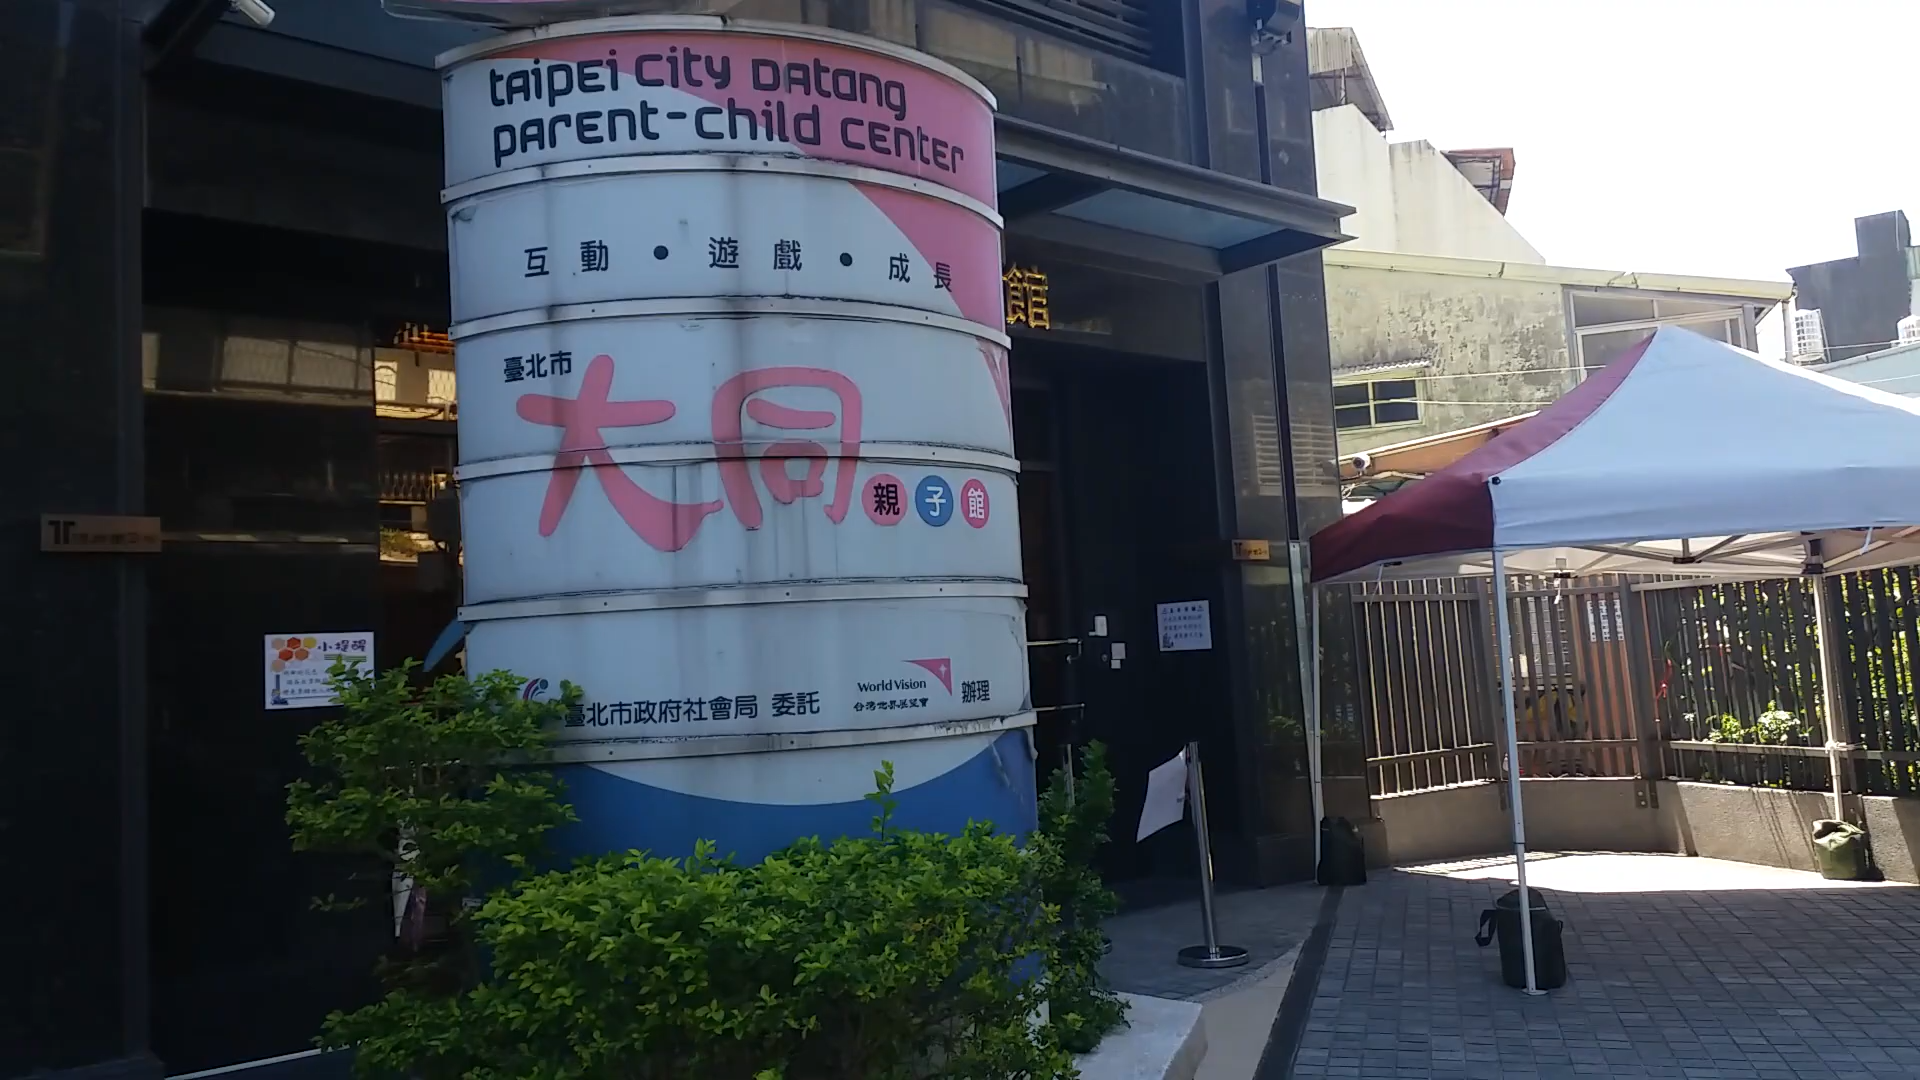 taipei city Datang
parent-child center
互動・遊戲・成長
館
臺北市
大同
親子館
小提醒
臺北市政府社會局 委託
World Vision
台灣世界展望會
辦理